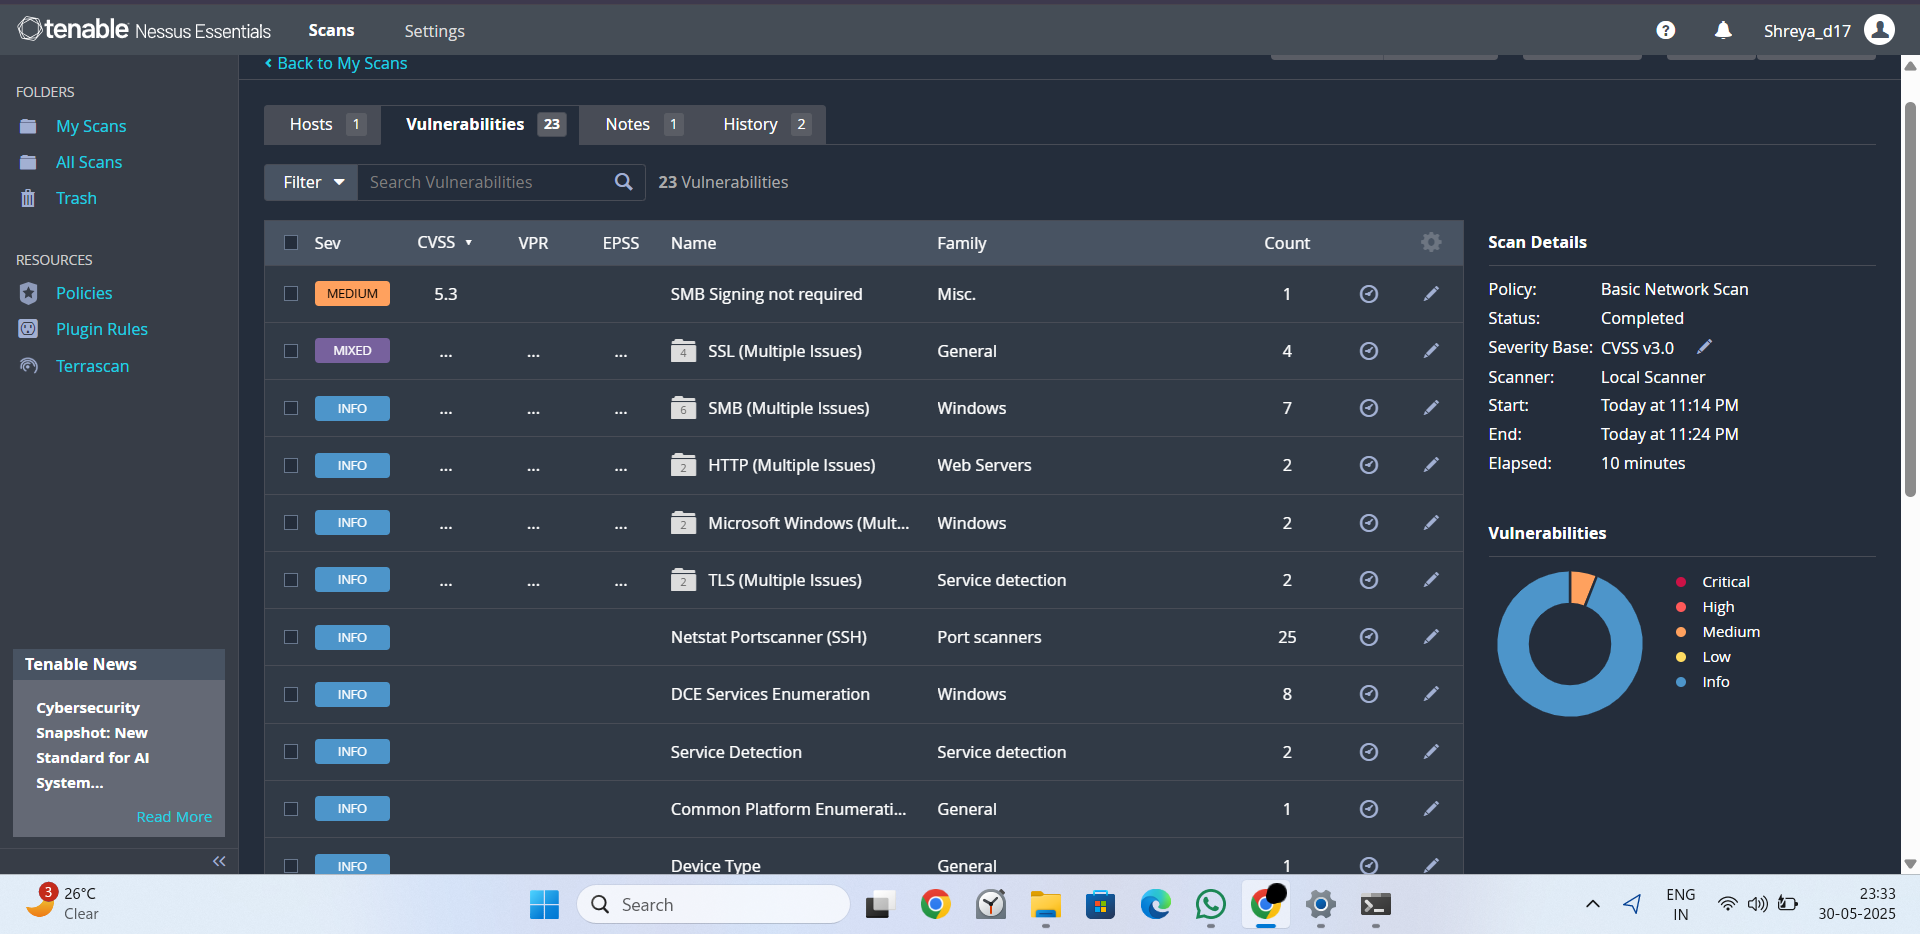 tenable Nessus Essentials
Scans
Settings
?
Shreya_d17
FOLDERS
My Scans
All Scans
Trash
RESOURCES
Policies
Plugin Rules
Terrascan
Tenable News
Cybersecurity
Snapshot: New
Standard for AI
System...
Read More
Back to My Scans
Hosts 1
Vulnerabilities 23
Notes 1
History 2
Filter
Search Vulnerabilities
23 Vulnerabilities
Sev CVSS VPR EPSS Name Family Count
MEDIUM 5.3 SMB Signing not required Misc. 1
MIXED ... ... ... 4 SSL (Multiple Issues) General 4
INFO ... ... ... 6 SMB (Multiple Issues) Windows 7
INFO ... ... ... 2 HTTP (Multiple Issues) Web Servers 2
INFO ... ... ... 2 Microsoft Windows (Mult... Windows 2
INFO ... ... ... 2 TLS (Multiple Issues) Service detection 2
INFO Netstat Portscanner (SSH) Port scanners 25
INFO DCE Services Enumeration Windows 8
INFO Service Detection Service detection 2
INFO Common Platform Enumerati... General 1
INFO Device Type General 1
Scan Details
Policy: Basic Network Scan
Status: Completed
Severity Base: CVSS v3.0
Scanner: Local Scanner
Start: Today at 11:14 PM
End: Today at 11:24 PM
Elapsed: 10 minutes
Vulnerabilities
Critical
High
Medium
Low
Info
3
26°C
Clear
Search
ENG
IN
23:33
30-05-2025